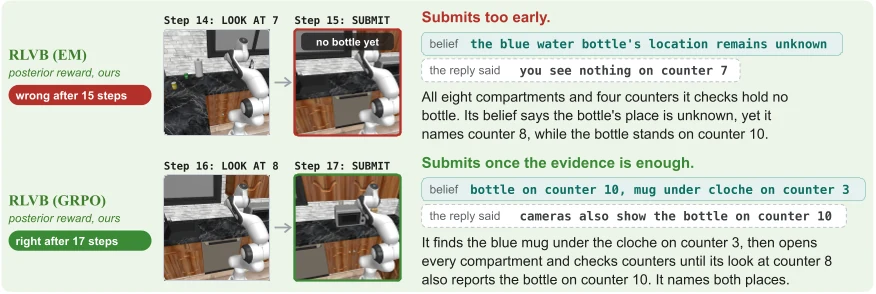 Step 14: LOOK AT 7
Step 15: SUBMIT
Submits too early.
no bottle yet
RLVB (EM)
posterior reward, ours
wrong after 15 steps
belief the blue water bottle's location remains unknown
the reply said you see nothing on counter 7
All eight compartments and four counters it checks hold no
bottle. Its belief says the bottle's place is unknown, yet it
names counter 8, while the bottle stands on counter 10.
Step 16: LOOK AT 8
Step 17: SUBMIT
Submits once the evidence is enough.
RLVB (GRPO)
posterior reward, ours
right after 17 steps
belief bottle on counter 10, mug under cloche on counter 3
the reply said cameras also show the bottle on counter 10
It finds the blue mug under the cloche on counter 3, then opens
every compartment and checks counters until its look at counter 8
also reports the bottle on counter 10. It names both places.